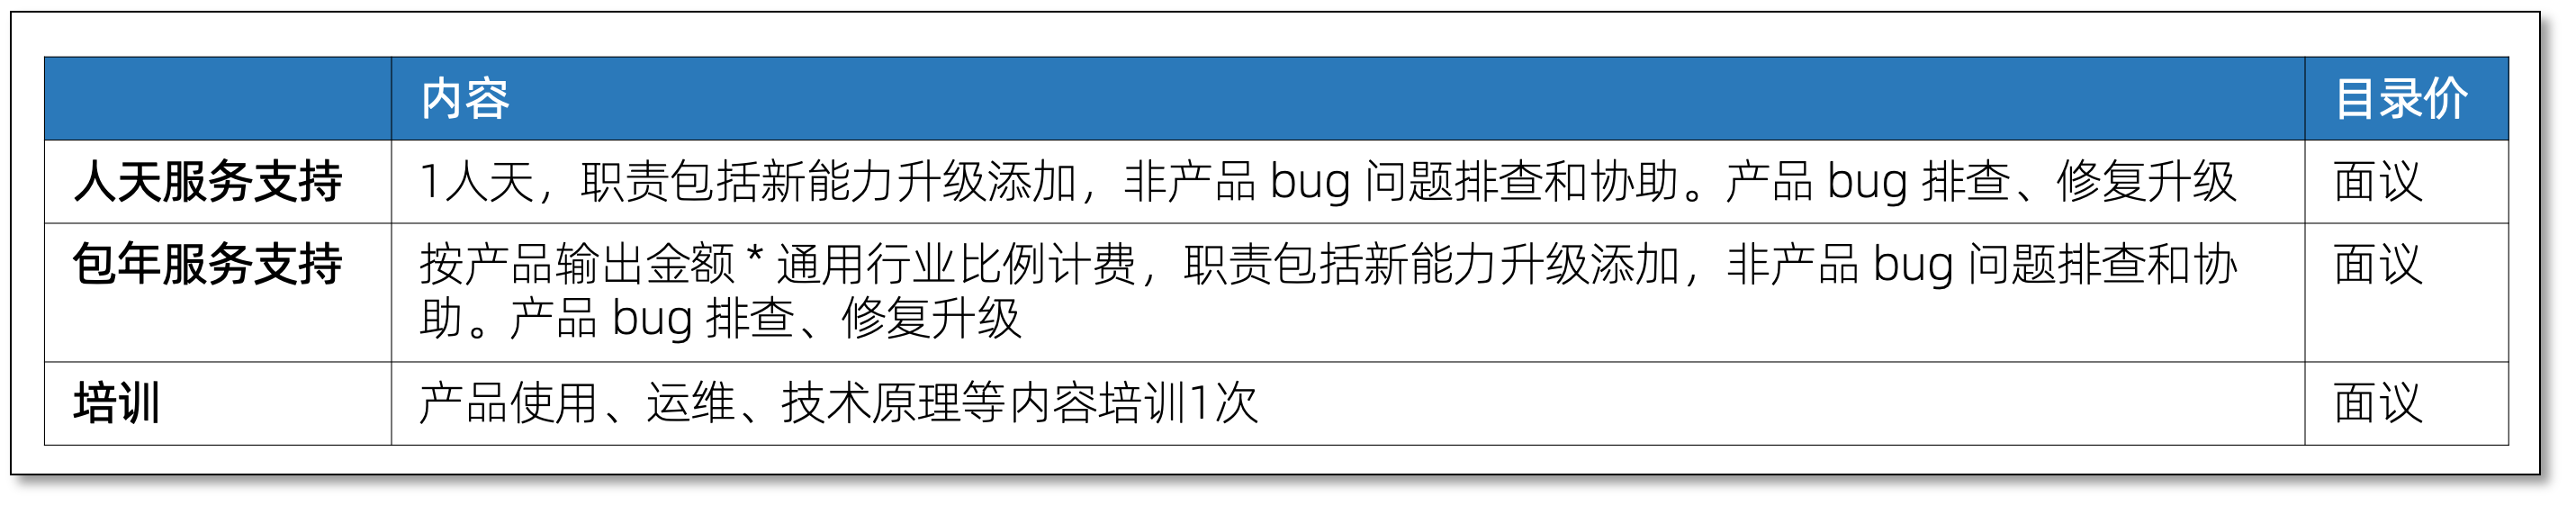 内容 目录价
人天服务支持 1人天，职责包括新能力升级添加，非产品 bug 问题排查和协助。产品 bug 排查、修复升级 面议
包年服务支持 按产品输出金额 * 通用行业比例计费，职责包括新能力升级添加，非产品 bug 问题排查和协 面议
助。产品 bug 排查、修复升级
培训 产品使用、运维、技术原理等内容培训1次 面议